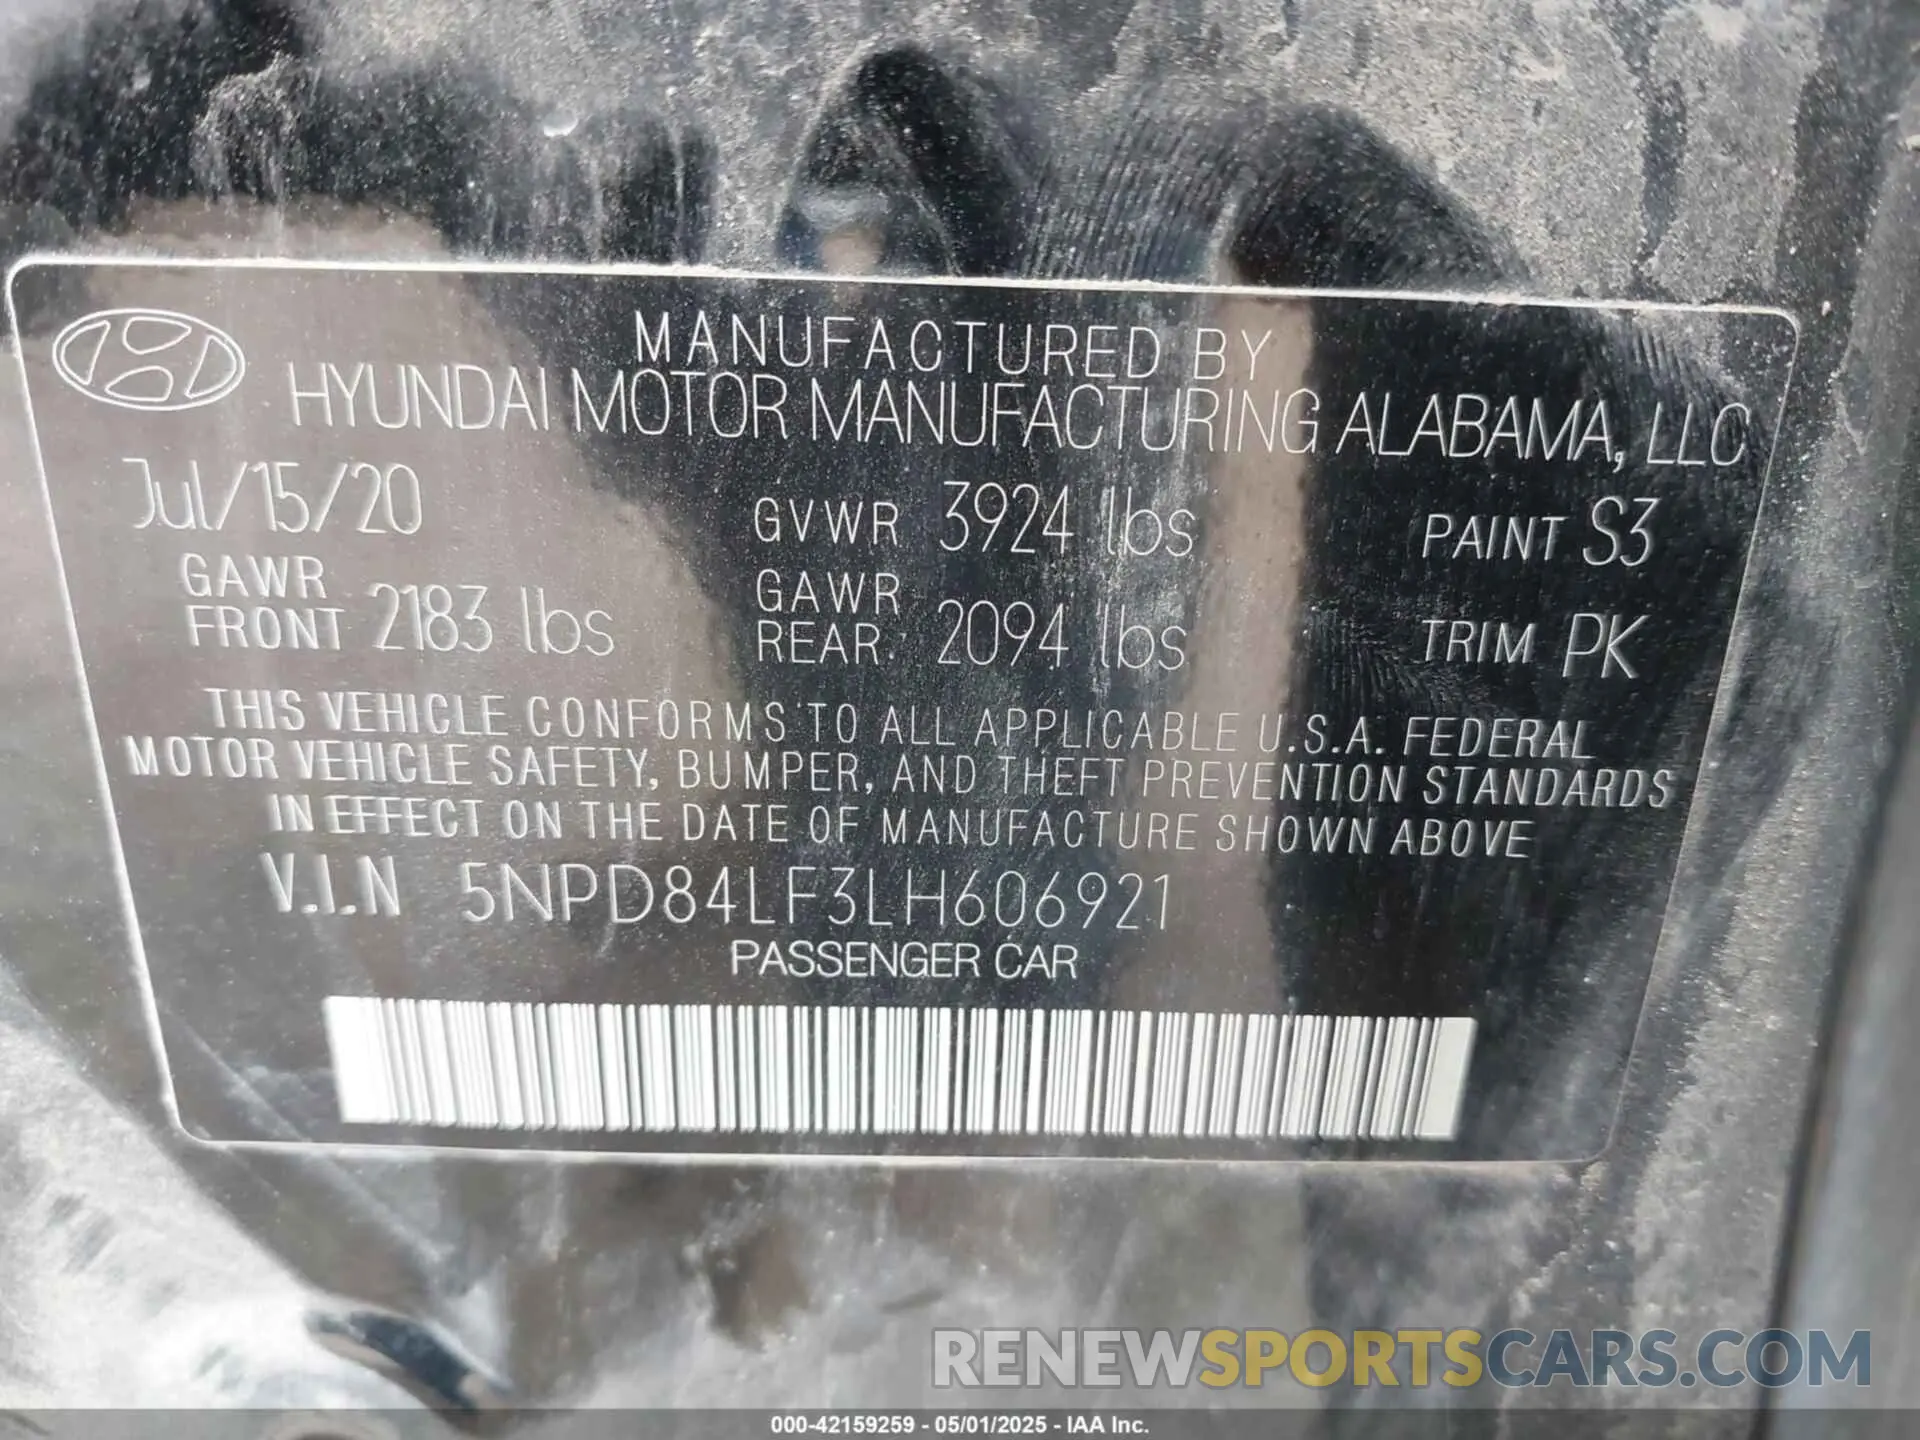 MANUFACTURED BY
HYUNDAI MOTOR MANUFACTURING ALABAMA, LLC
Jul/15/20 GVWR 3924 lbs PAINT S3
GAWR FRONT 2183 lbs GAWR REAR: 2094 lbs TRIM PK
THIS VEHICLE CONFORMS TO ALL APPLICABLE U.S.A. FEDERAL
MOTOR VEHICLE SAFETY, BUMPER, AND THEFT PREVENTION STANDARDS
IN EFFECT ON THE DATE OF MANUFACTURE SHOWN ABOVE
V.I.N 5NPD84LF3LH606921
PASSENGER CAR
RENEWSPORTSCARS.COM
000-42159259 - 05/01/2025 - IAA Inc.